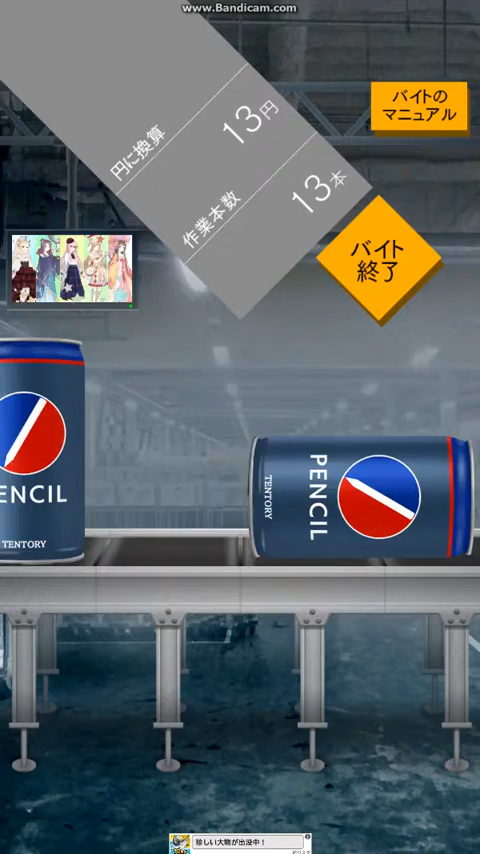 www.Bandicam.com
バイトの
マニュアル
円に換算 13円
作業本数 13本
バイト
終了
ENCIL
TENTORY
PENCIL
TENTORY
珍しい大物が出没中！